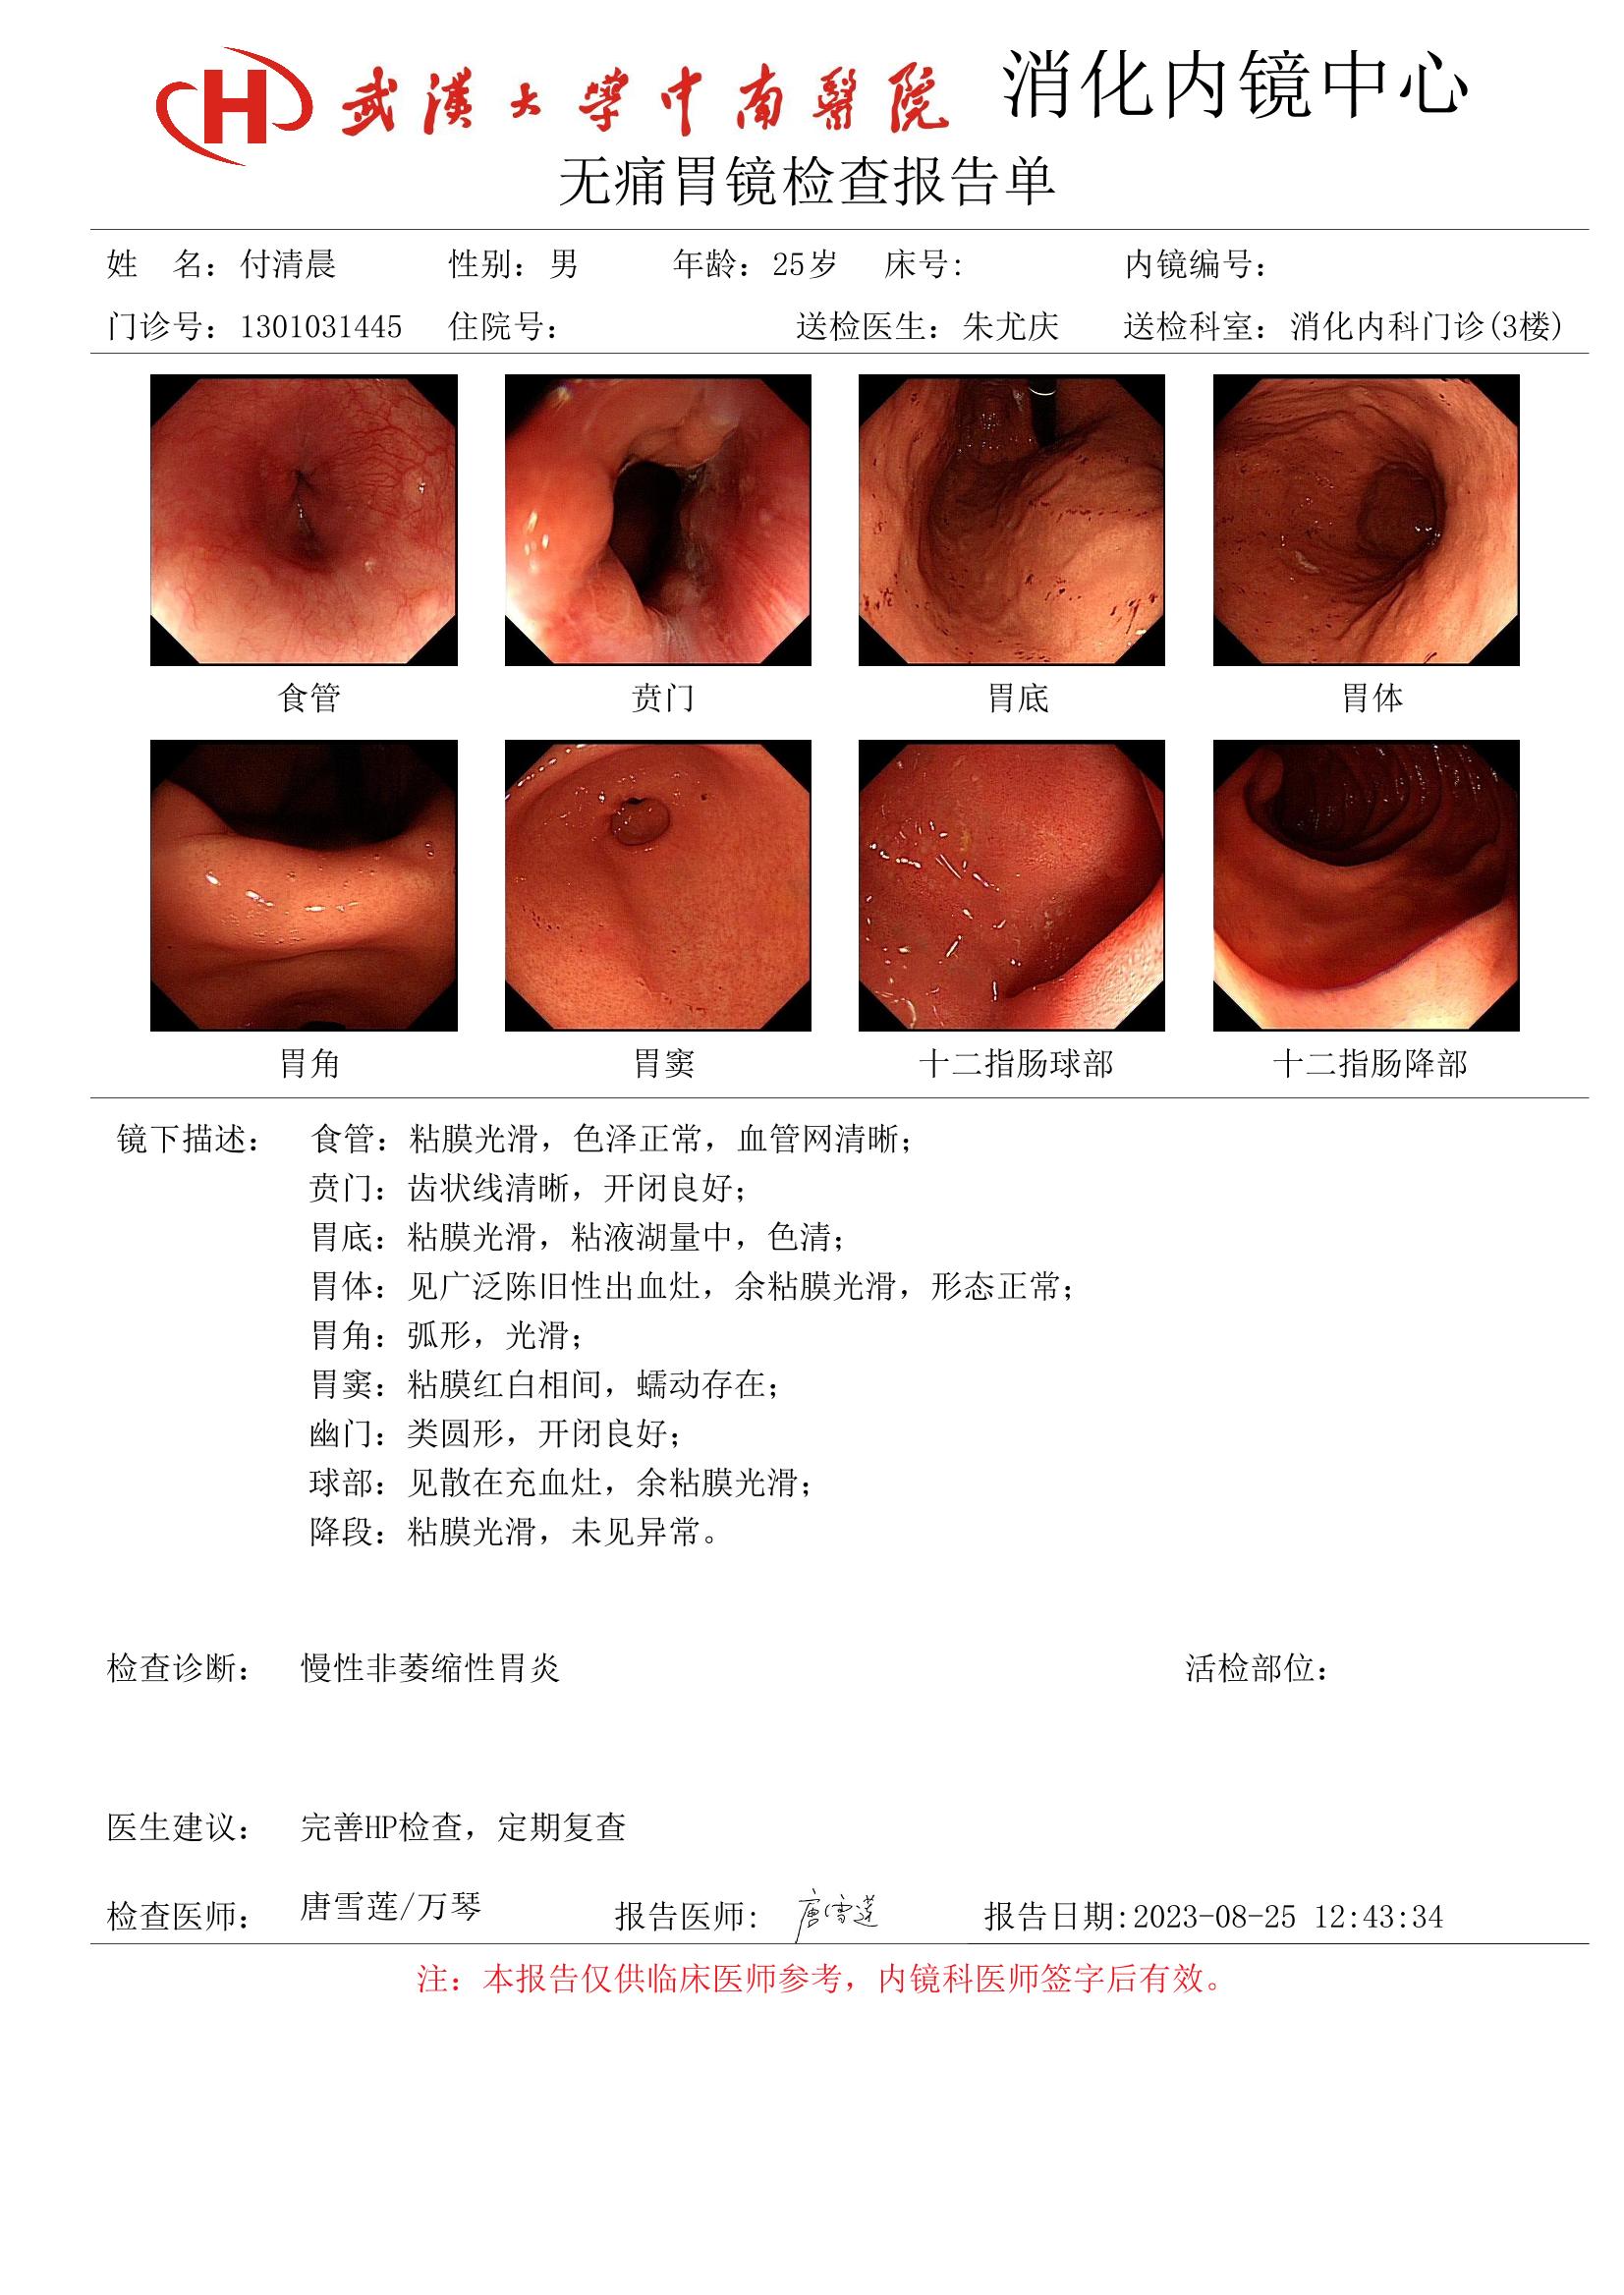 武汉大学中南醫院 消化内镜中心
无痛胃镜检查报告单
姓 名：付清晨 性别：男 年龄：25岁 床号： 内镜编号：
门诊号：1301031445 住院号： 送检医生：朱尤庆 送检科室：消化内科门诊(3楼)
食管 贲门 胃底 胃体
胃角 胃窦 十二指肠球部 十二指肠降部
镜下描述： 食管：粘膜光滑，色泽正常，血管网清晰；
贲门：齿状线清晰，开闭良好；
胃底：粘膜光滑，粘液湖量中，色清；
胃体：见广泛陈旧性出血灶，余粘膜光滑，形态正常；
胃角：弧形，光滑；
胃窦：粘膜红白相间，蠕动存在；
幽门：类圆形，开闭良好；
球部：见散在充血灶，余粘膜光滑；
降段：粘膜光滑，未见异常。
检查诊断： 慢性非萎缩性胃炎 活检部位：
医生建议： 完善HP检查，定期复查
检查医师： 唐雪莲/万琴 报告医师: 唐雪莲 报告日期:2023-08-25 12:43:34
注：本报告仅供临床医师参考，内镜科医师签字后有效。